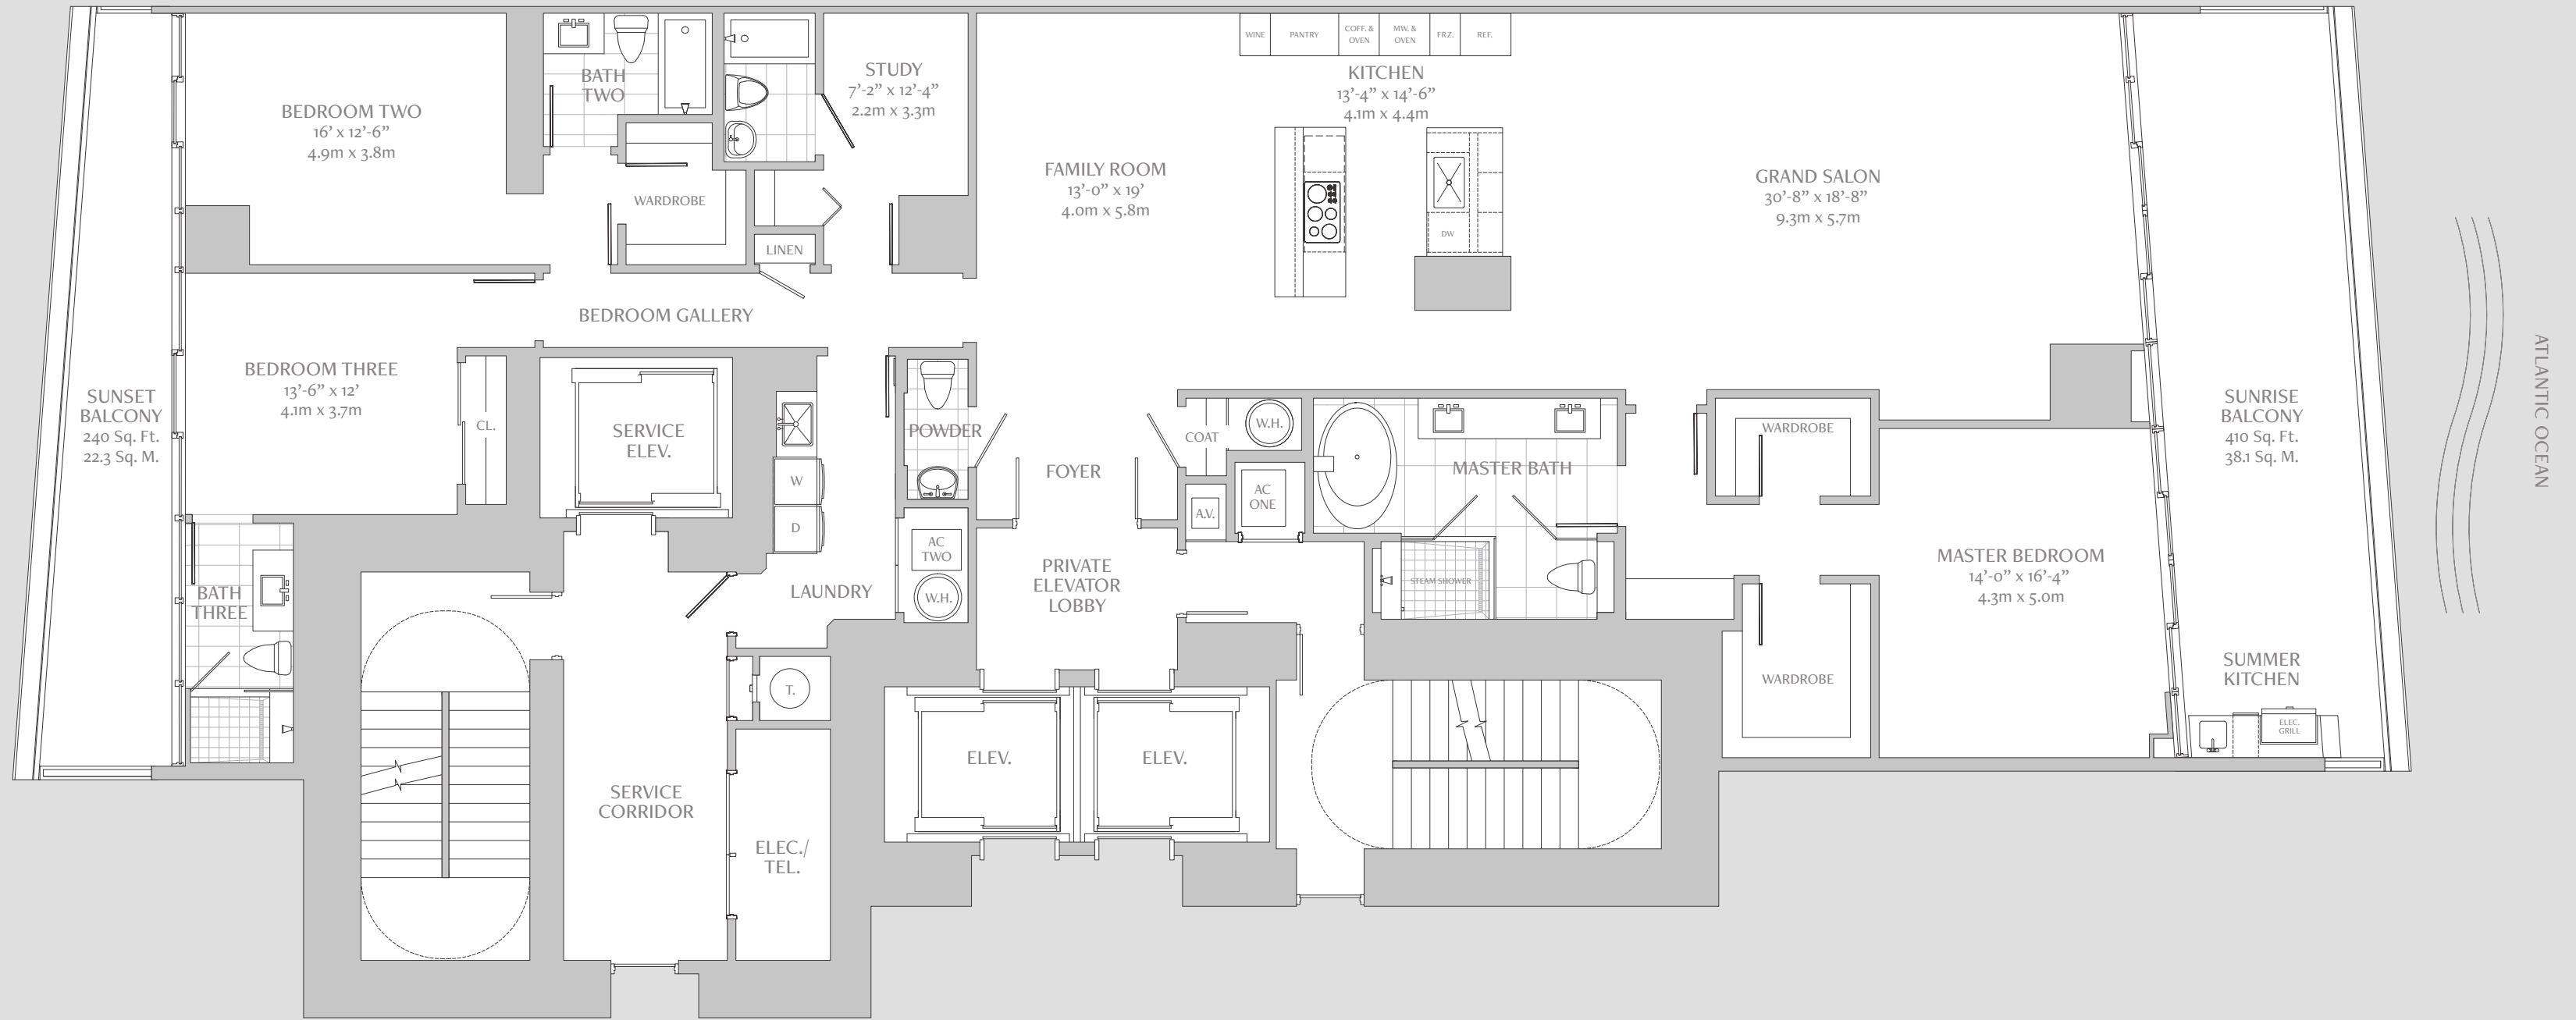 BEDROOM TWO
16’ x 12’-6”
4.9m x 3.8m
BATH
TWO
STUDY
7’-2” x 12’-4”
2.2m x 3.3m
WARDROBE
LINEN
FAMILY ROOM
13’-0” x 19’
4.0m x 5.8m
WINE
PANTRY
COFF. &
OVEN
MW. &
OVEN
FRZ.
REF.
KITCHEN
13’-4” x 14’-6”
4.1m x 4.4m
DW
GRAND SALON
30’-8” x 18’-8”
9.3m x 5.7m
BEDROOM GALLERY
SUNSET
BALCONY
240 Sq. Ft.
22.3 Sq. M.
BEDROOM THREE
13’-6” x 12’
4.1m x 3.7m
CL.
SERVICE
ELEV.
W
D
POWDER
FOYER
COAT
W.H.
A.V.
AC
ONE
MASTER BATH
STEAM SHOWER
WARDROBE
SUNRISE
BALCONY
410 Sq. Ft.
38.1 Sq. M.
ATLANTIC OCEAN
BATH
THREE
LAUNDRY
AC
TWO
W.H.
PRIVATE
ELEVATOR
LOBBY
MASTER BEDROOM
14’-0” x 16’-4”
4.3m x 5.0m
WARDROBE
SUMMER
KITCHEN
ELEC.
GRILL
T.
SERVICE
CORRIDOR
ELEC./
TEL.
ELEV.
ELEV.